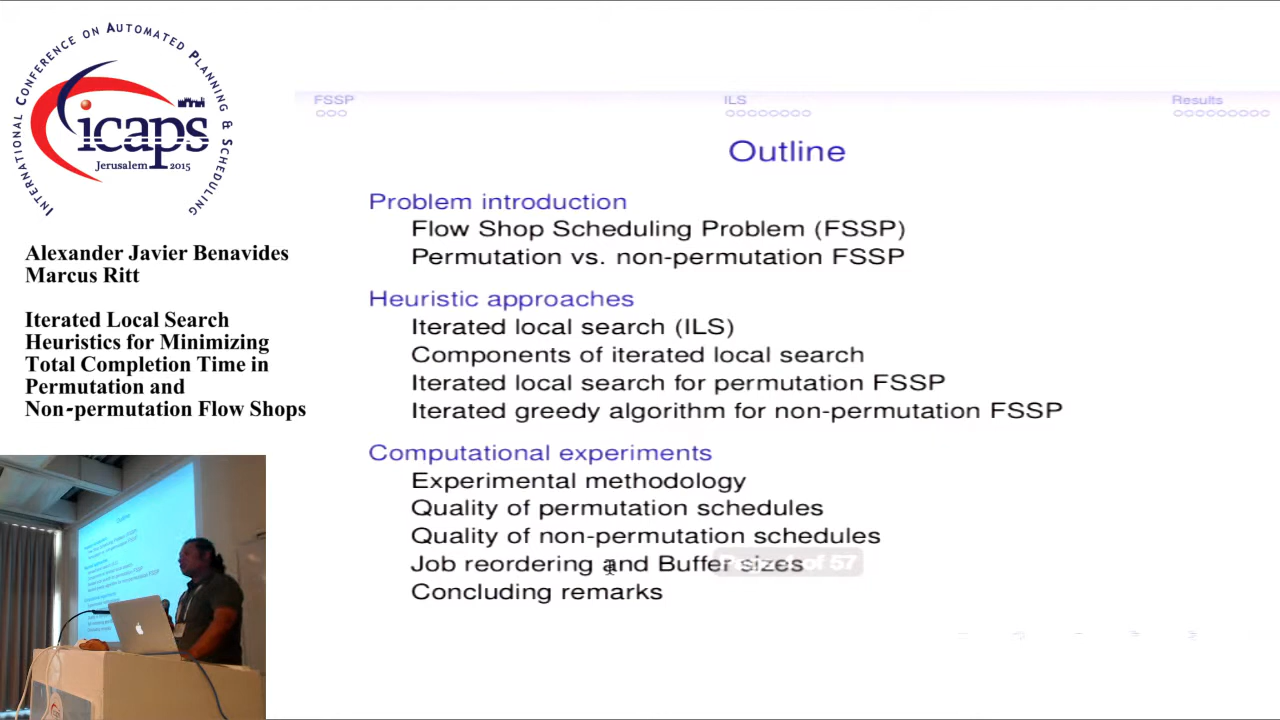 INTERNATIONAL CONFERENCE ON AUTOMATED PLANNING & SCHEDULING
icaps
Jerusalem 2015
Alexander Javier Benavides
Marcus Ritt
Iterated Local Search
Heuristics for Minimizing
Total Completion Time in
Permutation and
Non-permutation Flow Shops
FSSP
ILS
Results
Outline
Problem introduction
Flow Shop Scheduling Problem (FSSP)
Permutation vs. non-permutation FSSP
Heuristic approaches
Iterated local search (ILS)
Components of iterated local search
Iterated local search for permutation FSSP
Iterated greedy algorithm for non-permutation FSSP
Computational experiments
Experimental methodology
Quality of permutation schedules
Quality of non-permutation schedules
Job reordering and Buffer sizes
of 57
Concluding remarks
Outline